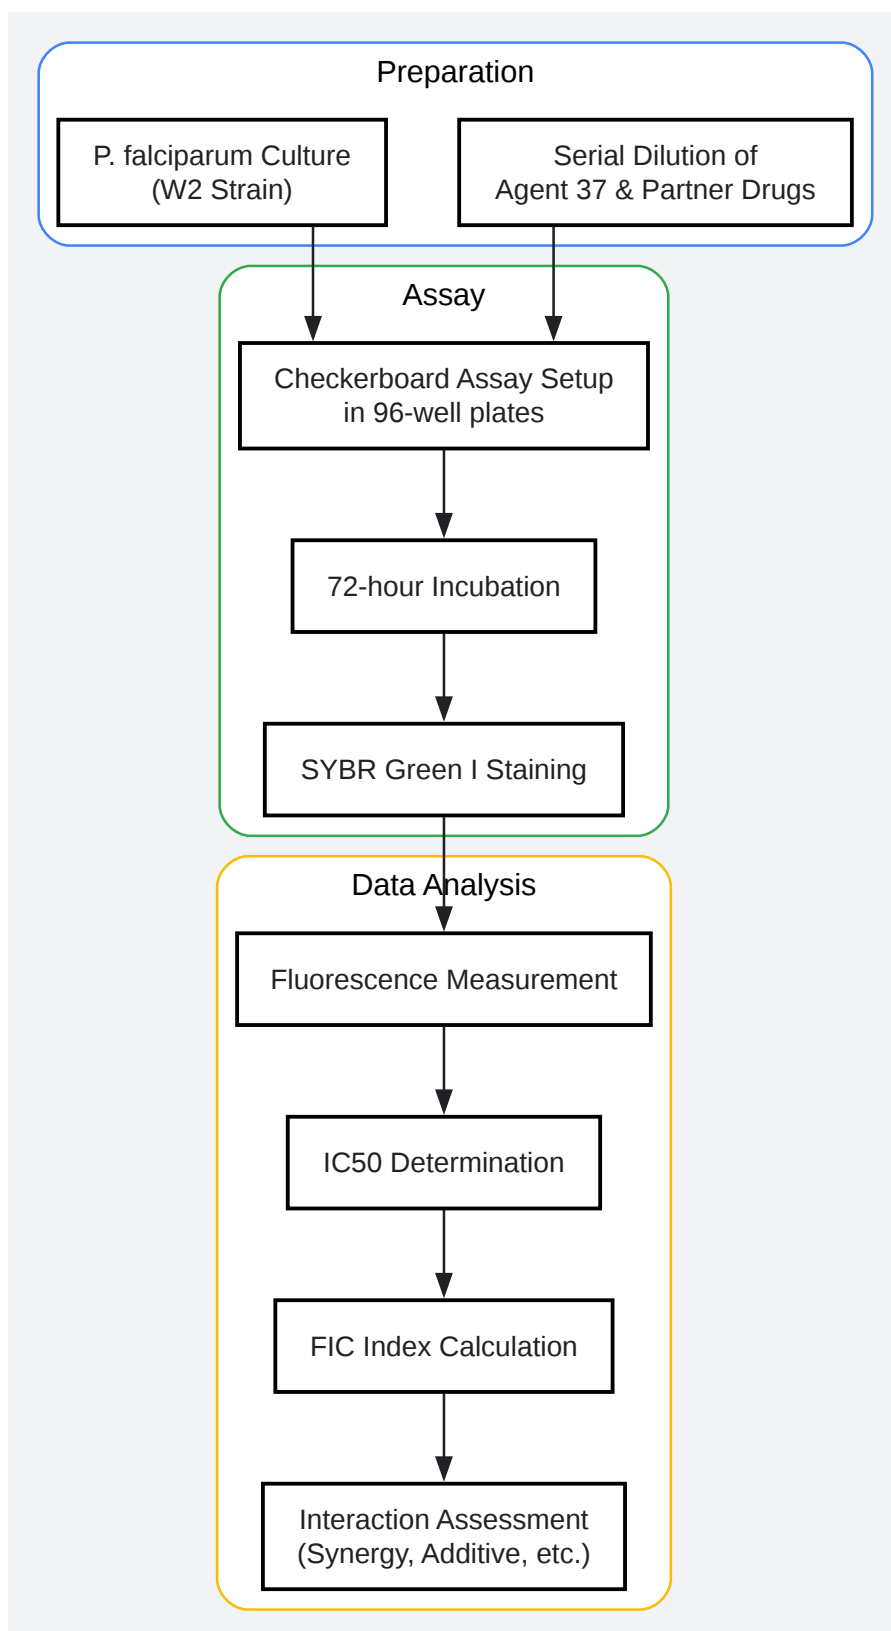 Preparation
P. falciparum Culture
(W2 Strain)
Serial Dilution of
Agent 37 & Partner Drugs
Assay
Checkerboard Assay Setup
in 96-well plates
72-hour Incubation
SYBR Green I Staining
Data Analysis
Fluorescence Measurement
IC50 Determination
FIC Index Calculation
Interaction Assessment
(Synergy, Additive, etc.)